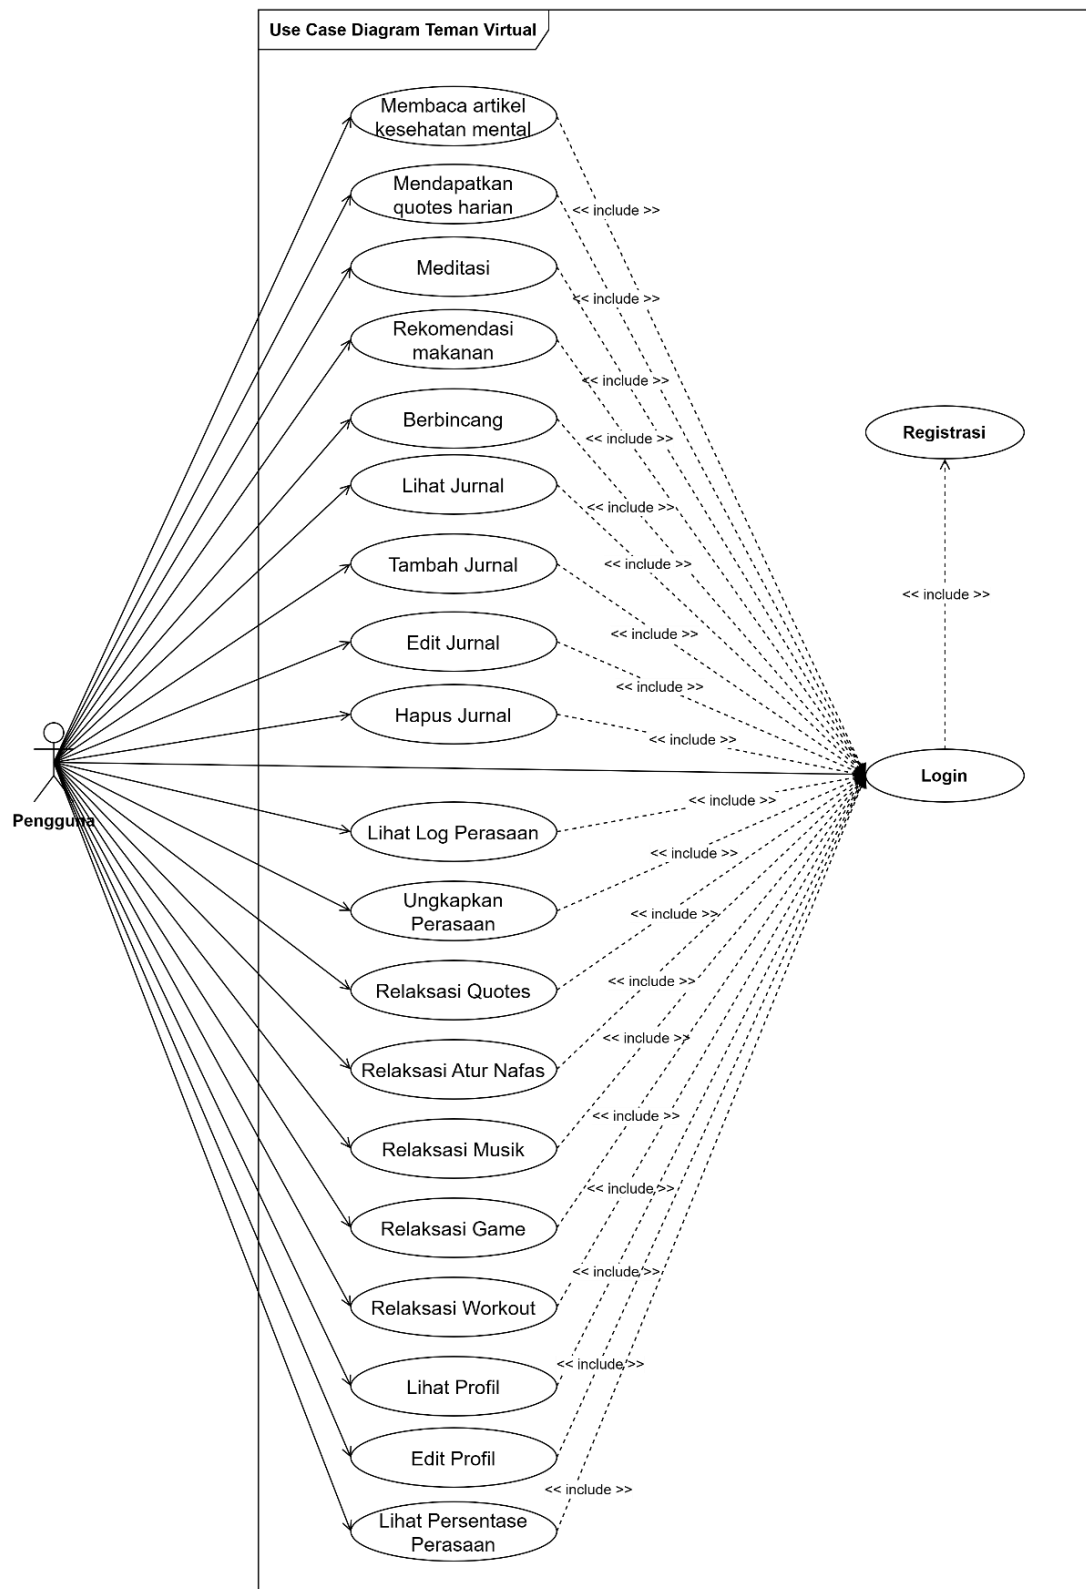 Use Case Diagram Teman Virtual
Membaca artikel
kesehatan mental
Mendapatkan
quotes harian
<< include >>
Meditasi
<< include >>
Rekomendasi
makanan
<< include >>
Berbincang
<< include >>
Registrasi
Lihat Jurnal
<< include >>
Tambah Jurnal
<< include >>
<< include >>
Edit Jurnal
<< include >>
<< include >>
Hapus Jurnal
<< include >>
Login
Pengguna
<< include >>
Lihat Log Perasaan
<< include >>
Ungkapkan
Perasaan
<< include >>
Relaksasi Quotes
<< include >>
Relaksasi Atur Nafas
<< include >>
Relaksasi Musik
<< include >>
Relaksasi Game
<< include >>
Relaksasi Workout
<< include >>
Lihat Profil
<< include >>
Edit Profil
<< include >>
Lihat Persentase
Perasaan